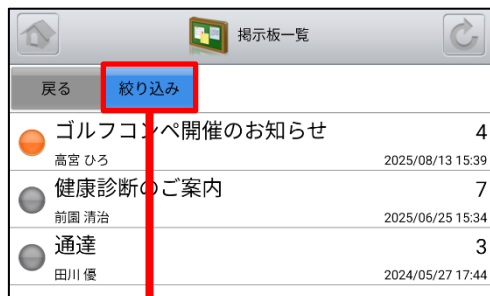 掲示板一覧
戻る 絞り込み
ゴルフコンペ開催のお知らせ 4
高宮 ひろ 2025/08/13 15:39
健康診断のご案内 7
前園 清治 2025/06/25 15:34
通達 3
田川 優 2024/05/27 17:44